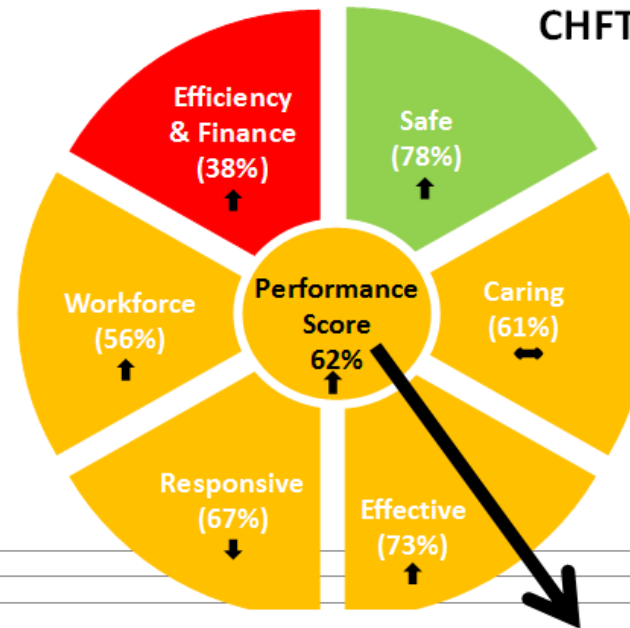 CHFT
Efficiency
& Finance
(38%)
Safe
(78%)
Caring
(61%)
Effective
(73%)
Responsive
(67%)
Workforce
(56%)
Performance
Score
62%